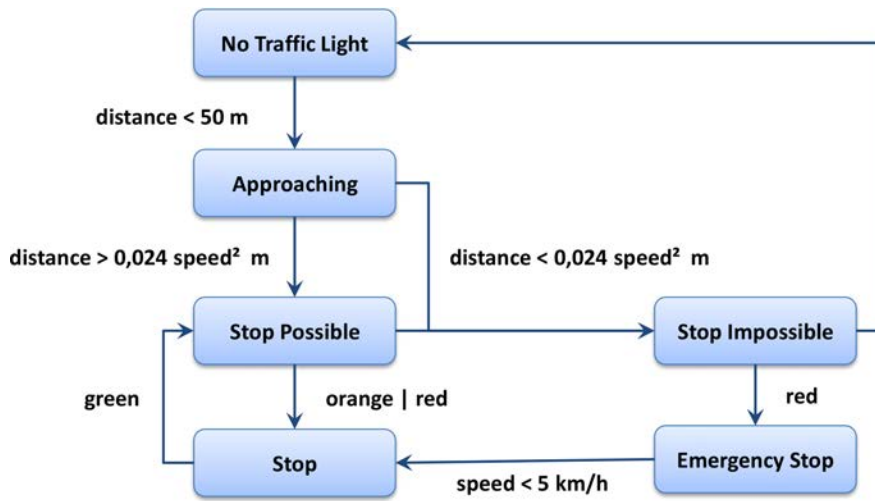 No Traffic Light
distance < 50 m
Approaching
distance > 0,024 speed² m
distance < 0,024 speed² m
Stop Possible
Stop Impossible
green
orange | red
red
Stop
Emergency Stop
speed < 5 km/h